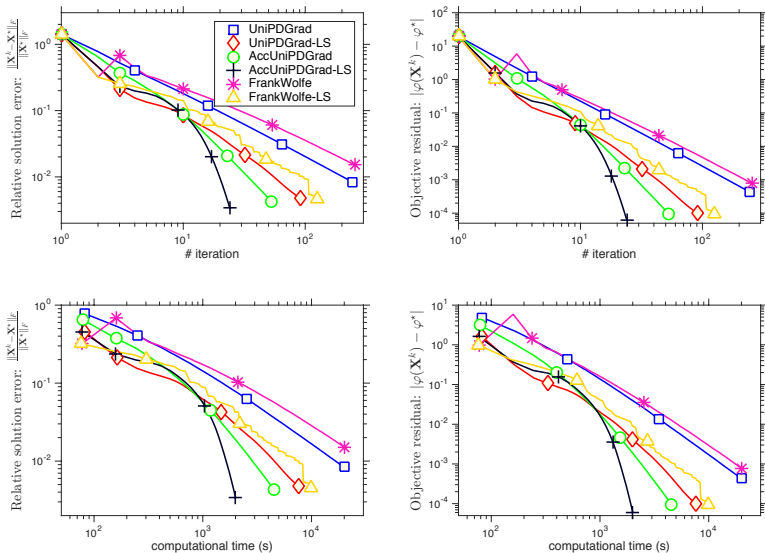 Relative solution error: ‖X^k−X*‖_F / ‖X*‖_F
10^0
10^-1
10^-2
10^0 10^1 10^2
# iteration
UniPDGrad
UniPDGrad-LS
AccUniPDGrad
AccUniPDGrad-LS
FrankWolfe
FrankWolfe-LS
Objective residual: |φ(X^k) − φ*|
10^2
10^1
10^0
10^-1
10^-2
10^-3
10^-4
10^0 10^1 10^2
# iteration
Relative solution error: ‖X^k−X*‖_F / ‖X*‖_F
10^0
10^-1
10^-2
10^2 10^3 10^4
computational time (s)
Objective residual: |φ(X^k) − φ*|
10^1
10^0
10^-1
10^-2
10^-3
10^-4
10^2 10^3 10^4
computational time (s)